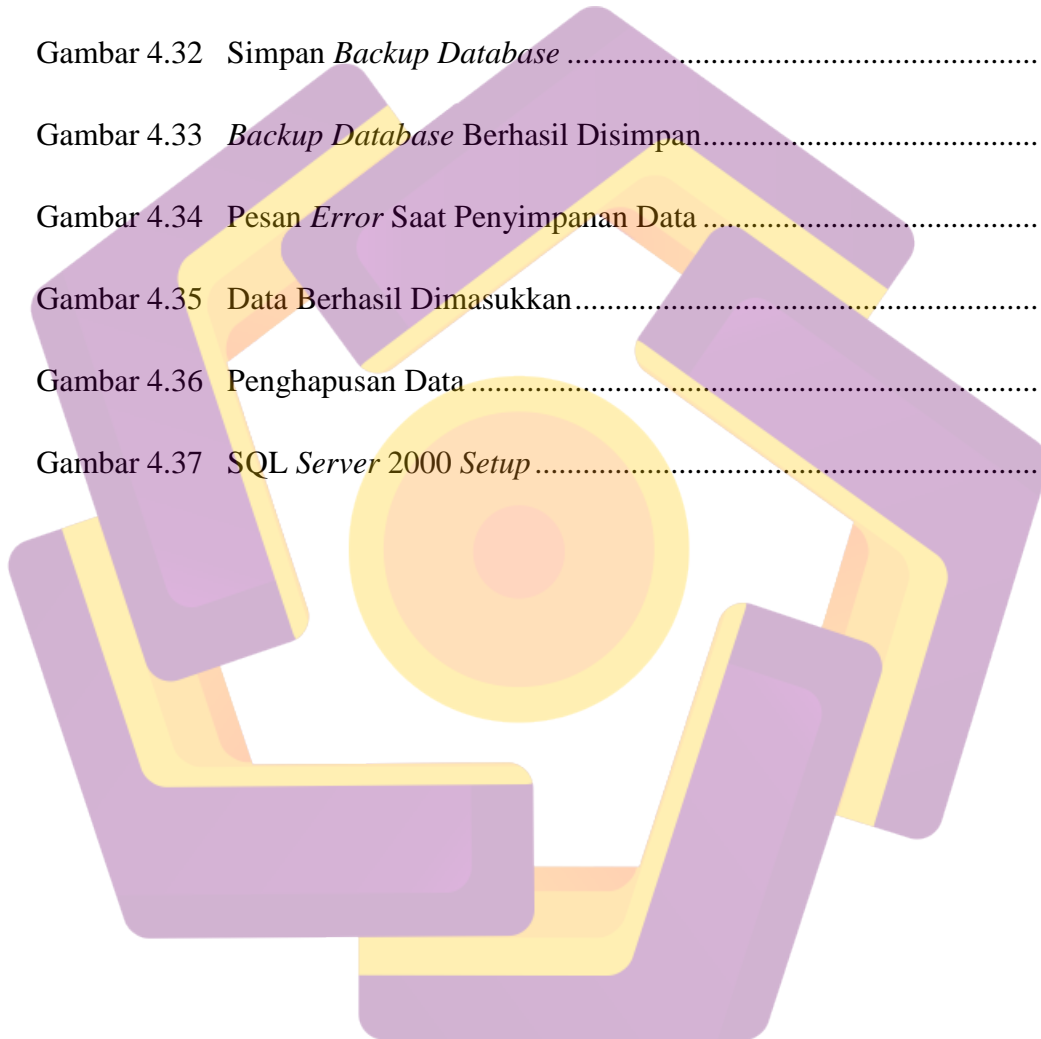 Gambar 4.32 Simpan Backup Database ..........................................................
Gambar 4.33 Backup Database Berhasil Disimpan..........................................
Gambar 4.34 Pesan Error Saat Penyimpanan Data ..........................................
Gambar 4.35 Data Berhasil Dimasukkan..........................................................
Gambar 4.36 Penghapusan Data .......................................................................
Gambar 4.37 SQL Server 2000 Setup ...............................................................